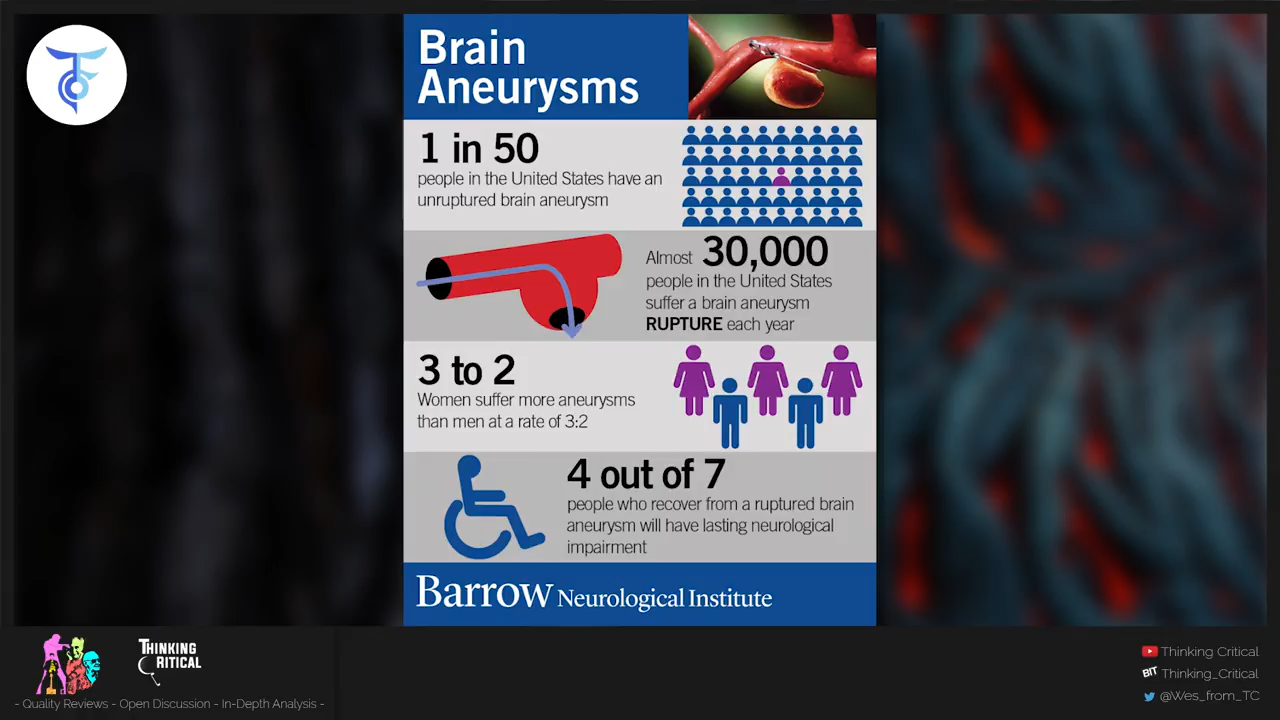 Brain
Aneurysms
1 in 50
people in the United States have an
unruptured brain aneurysm
Almost 30,000
people in the United States
suffer a brain aneurysm
RUPTURE each year
3 to 2
Women suffer more aneurysms
than men at a rate of 3:2
4 out of 7
people who recover from a ruptured brain
aneurysm will have lasting neurological
impairment
Barrow Neurological Institute
THINKING
CRITICAL
- Quality Reviews - Open Discussion - In-Depth Analysis -
Thinking Critical
BIT Thinking_Critical
@Wes_from_TC